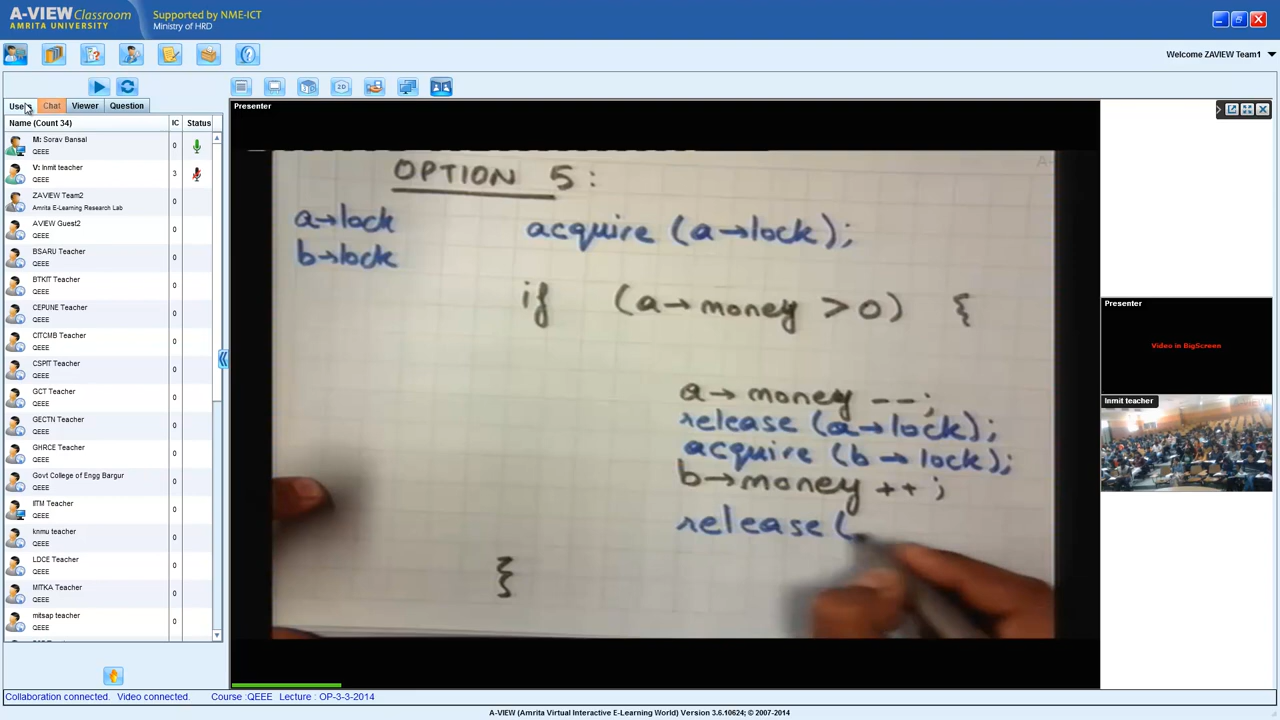 A-VIEW Classroom
AMRITA UNIVERSITY
Supported by NME-ICT
Ministry of HRD
Welcome ZAVIEW Team1
Chat
Viewer
Question
Name (Count 34)
IC
Status
M: Sorav Bansal
QEEE
0
V: Inmit teacher
QEEE
3
ZAVIEW Team2
Amrita E-Learning Research Lab
0
AVIEW Guest2
QEEE
0
BSARU Teacher
QEEE
0
BTKIT Teacher
QEEE
0
CEPUNE Teacher
QEEE
0
CITCMB Teacher
QEEE
0
CSPIT Teacher
QEEE
0
GCT Teacher
QEEE
0
GECTN Teacher
QEEE
0
GHRCE Teacher
QEEE
0
Govt College of Engg Bargur
QEEE
0
IITM Teacher
QEEE
0
knmu Teacher
QEEE
0
LDCE Teacher
QEEE
0
MITKA Teacher
QEEE
0
mitsap Teacher
QEEE
0
2D
Presenter
OPTION 5:
a→lock
b→lock
acquire (a→lock);
if (a→money >0) {
a→ money --;
release (a→lock);
acquire (b→lock);
b→money ++;
release (
}
Presenter
Video in BigScreen
Inmit teacher
Collaboration connected. Video connected. Course :QEEE Lecture : OP-3-3-2014
A-VIEW (Amrita Virtual Interactive E-Learning World) Version 3.6.10624; © 2007-2014